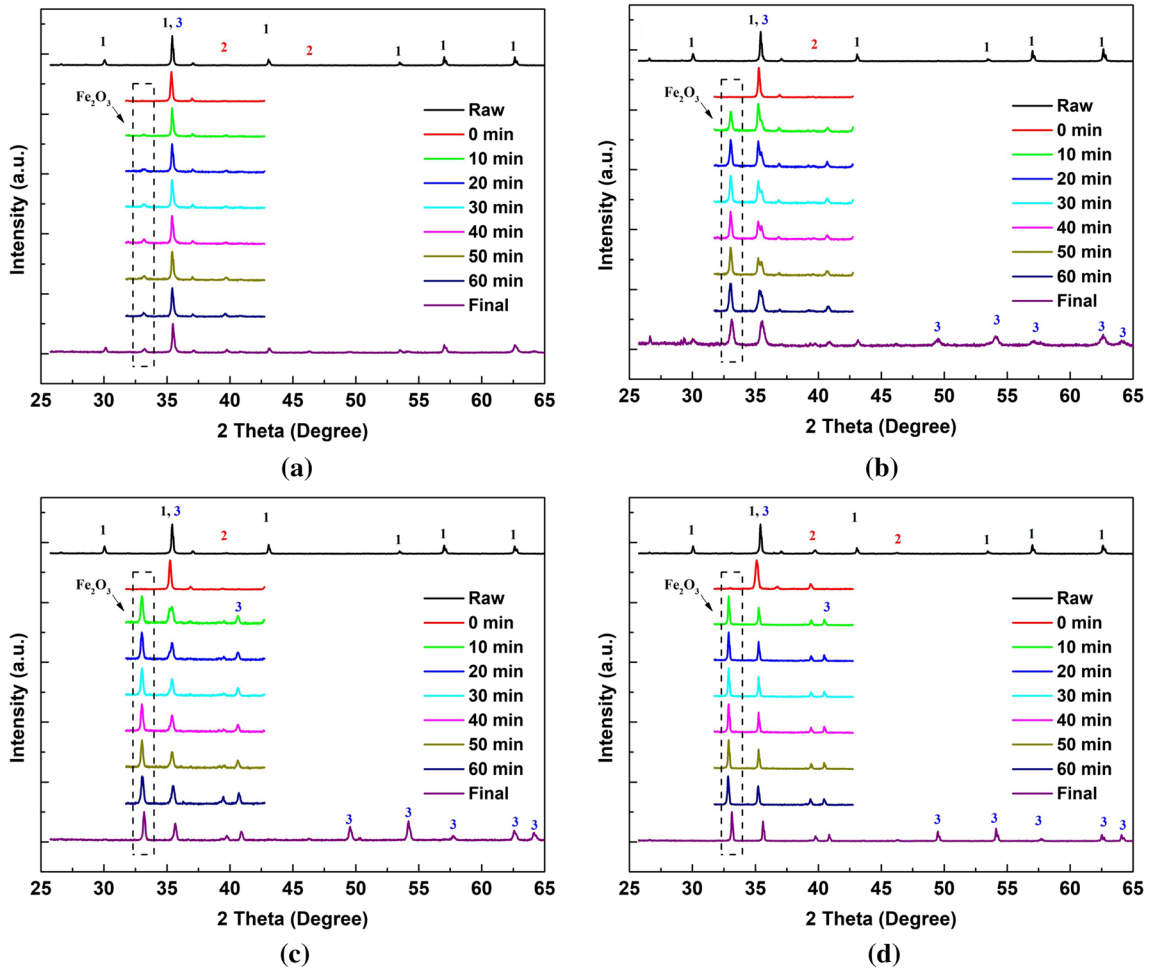 1
1, 3
2
1
2
1
1
1
Fe₂O₃
Raw
0 min
10 min
20 min
30 min
40 min
50 min
60 min
Final
Intensity (a.u.)
25 30 35 40 45 50 55 60 65
2 Theta (Degree)
(a)
1
1, 3
2
1
1
1
1
Fe₂O₃
Raw
0 min
10 min
20 min
30 min
40 min
50 min
60 min
Final
3
3
3
3
3
Intensity (a.u.)
25 30 35 40 45 50 55 60 65
2 Theta (Degree)
(b)
1
1, 3
2
1
1
1
1
Fe₂O₃
3
Raw
0 min
10 min
20 min
30 min
40 min
50 min
60 min
Final
3
3
3
3
3
Intensity (a.u.)
25 30 35 40 45 50 55 60 65
2 Theta (Degree)
(c)
1
1, 3
2
1
2
1
1
1
Fe₂O₃
3
Raw
0 min
10 min
20 min
30 min
40 min
50 min
60 min
Final
3
3
3
3
3
Intensity (a.u.)
25 30 35 40 45 50 55 60 65
2 Theta (Degree)
(d)